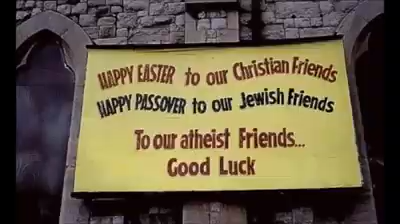 HAPPY EASTER to our Christian Friends
HAPPY PASSOVER to our Jewish Friends
To our atheist Friends...
Good Luck